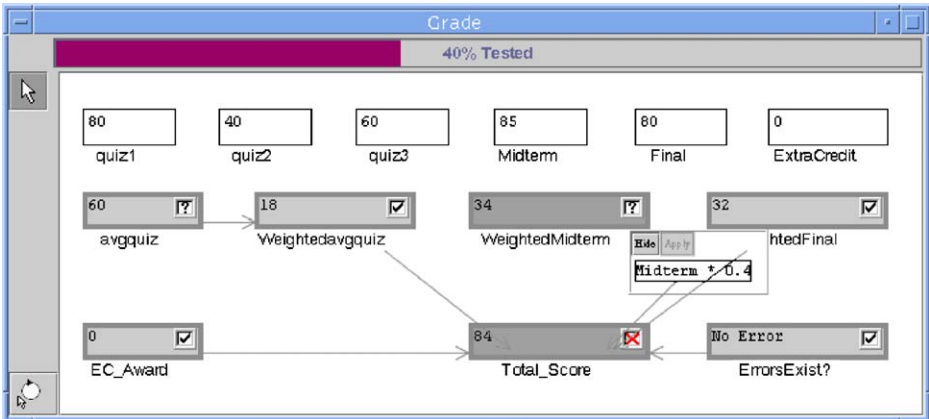 Grade
40% Tested
80 40 60 85 80 0
quiz1 quiz2 quiz3 Midterm Final ExtraCredit
60 ? 18 34 ? 32
avgquiz Weightedavgquiz WeightedMidterm htedFinal
Hide Apply
Midterm * 0.4
0 84 No Error
EC_Award Total_Score ErrorsExist?